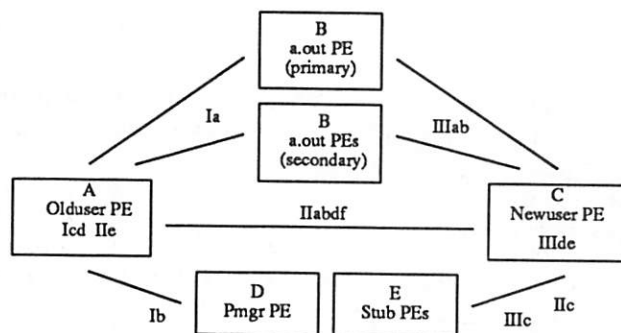 B
a.out PE
(primary)
Ia
B
a.out PEs
(secondary)
IIIab
A
Olduser PE
Icd IIe
IIabdf
C
Newuser PE
IIIde
Ib
D
Pmgr PE
E
Stub PEs
IIIc
IIc